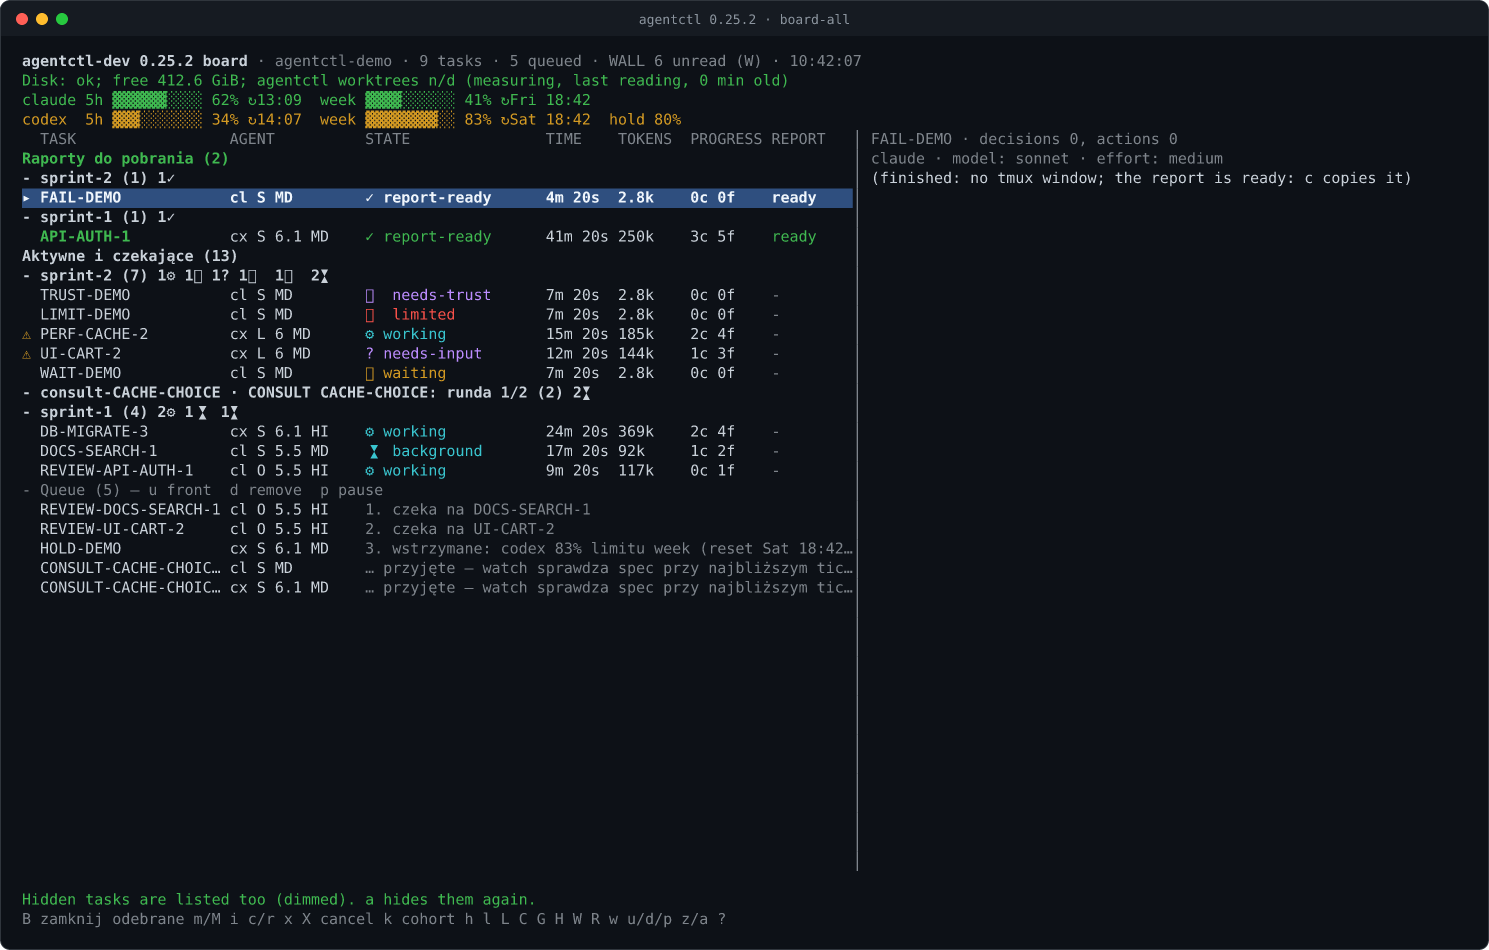 agentctl 0.25.2 · board-all
agentctl-dev 0.25.2 board · agentctl-demo · 9 tasks · 5 queued · WALL 6 unread (W) · 10:42:07
Disk: ok; free 412.6 GiB; agentctl worktrees n/d (measuring, last reading, 0 min old)
claude 5h ▓▓▓▓▓▓░░░░ 62% ↻13:09 week ▓▓▓▓░░░░░░ 41% ↻Fri 18:42
codex 5h ▓▓▓░░░░░░░ 34% ↻14:07 week ▓▓▓▓▓▓▓▓░░ 83% ↻Sat 18:42 hold 80%
TASK AGENT STATE TIME TOKENS PROGRESS REPORT
Raporty do pobrania (2)
- sprint-2 (1) 1✓
▸ FAIL-DEMO cl S MD ✓ report-ready 4m 20s 2.8k 0c 0f ready
- sprint-1 (1) 1✓
API-AUTH-1 cx S 6.1 MD ✓ report-ready 41m 20s 250k 3c 5f ready
Aktywne i czekające (13)
- sprint-2 (7) 1⚙ 1▯ 1? 1▯ 1▯ 2⧗
TRUST-DEMO cl S MD ▯ needs-trust 7m 20s 2.8k 0c 0f -
LIMIT-DEMO cl S MD ▯ limited 7m 20s 2.8k 0c 0f -
⚠ PERF-CACHE-2 cx L 6 MD ⚙ working 15m 20s 185k 2c 4f -
⚠ UI-CART-2 cx L 6 MD ? needs-input 12m 20s 144k 1c 3f -
WAIT-DEMO cl S MD ▯ waiting 7m 20s 2.8k 0c 0f -
- consult-CACHE-CHOICE · CONSULT CACHE-CHOICE: runda 1/2 (2) 2⧗
- sprint-1 (4) 2⚙ 1⧗ 1⧗
DB-MIGRATE-3 cx S 6.1 HI ⚙ working 24m 20s 369k 2c 4f -
DOCS-SEARCH-1 cl S 5.5 MD ⧗ background 17m 20s 92k 1c 2f -
REVIEW-API-AUTH-1 cl O 5.5 HI ⚙ working 9m 20s 117k 0c 1f -
- Queue (5) — u front d remove p pause
REVIEW-DOCS-SEARCH-1 cl O 5.5 HI 1. czeka na DOCS-SEARCH-1
REVIEW-UI-CART-2 cl O 5.5 HI 2. czeka na UI-CART-2
HOLD-DEMO cx S 6.1 MD 3. wstrzymane: codex 83% limitu week (reset Sat 18:42…
CONSULT-CACHE-CHOIC… cl S MD … przyjęte — watch sprawdza spec przy najbliższym tic…
CONSULT-CACHE-CHOIC… cx S 6.1 MD … przyjęte — watch sprawdza spec przy najbliższym tic…
FAIL-DEMO · decisions 0, actions 0
claude · model: sonnet · effort: medium
(finished: no tmux window; the report is ready: c copies it)
Hidden tasks are listed too (dimmed). a hides them again.
B zamknij odebrane m/M i c/r x X cancel k cohort h l L C G H W R w u/d/p z/a ?